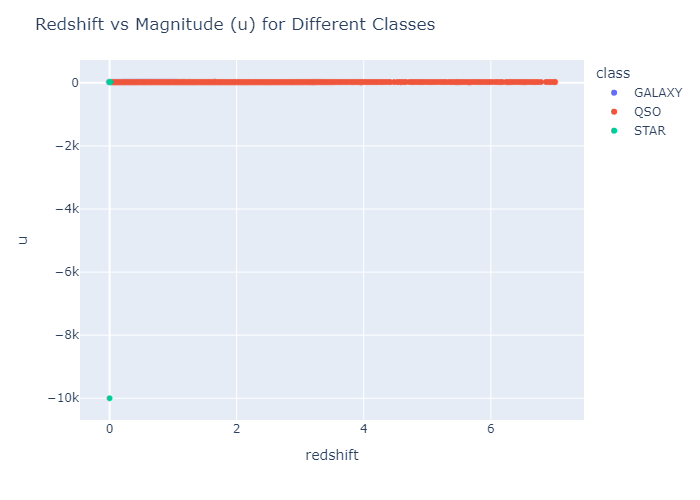 Redshift vs Magnitude (u) for Different Classes
class
GALAXY
QSO
STAR
0
−2k
−4k
−6k
−8k
−10k
u
0 2 4 6
redshift